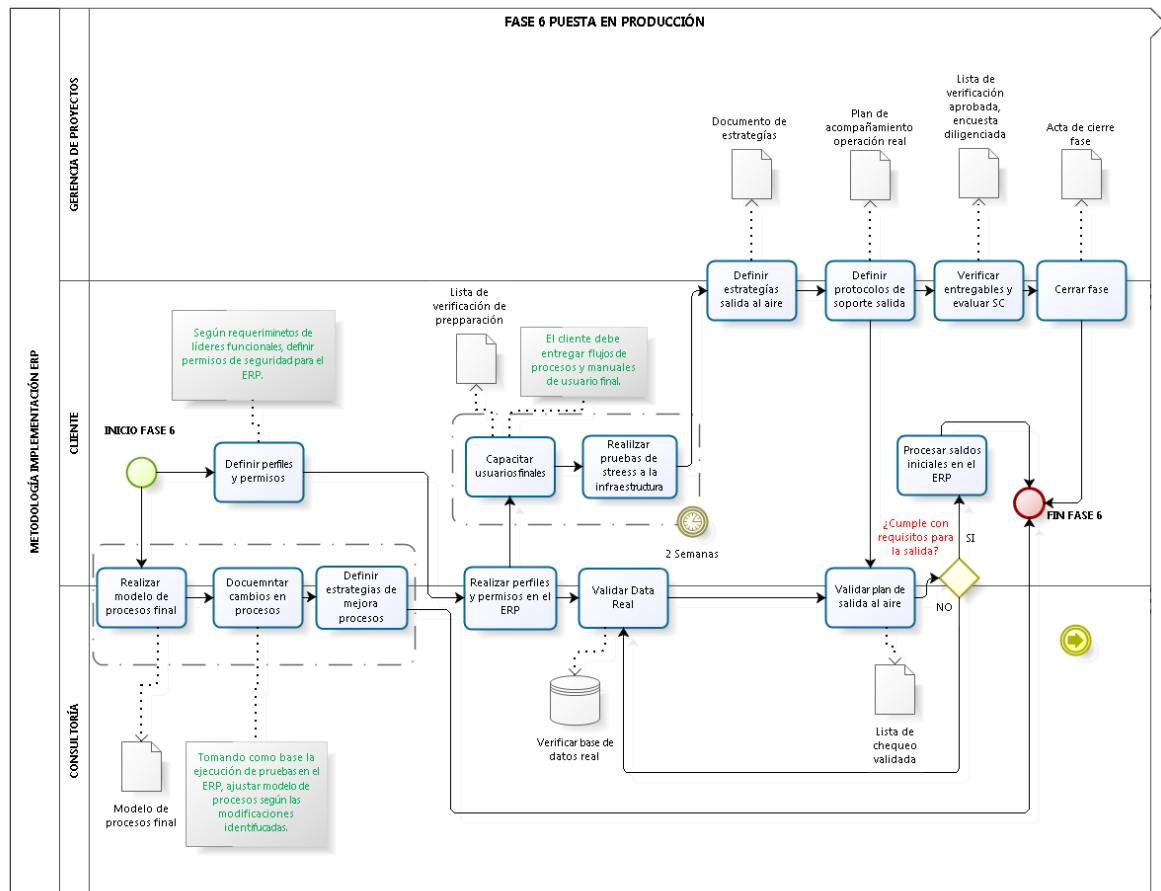 FASE 6 PUESTA EN PRODUCCIÓN
METODOLOGÍA IMPLEMENTACIÓN ERP
GERENCIA DE PROYECTOS
Documento de
estrategías
Plan de
acompañamiento
operación real
Lista de
verificación
aprobada,
encuesta
diligenciada
Acta de cierre
fase
Definir
estrategías
salida al aire
Definir
protocolos de
soporte salida
Verificar
entregables y
evaluar SC
Cerrar fase
CLIENTE
Según requeriminetos de
líderes funcionales, definir
permisos de seguridad para el
ERP.
Lista de
verificación de
prepparación
El cliente debe
entregar flujos de
procesos y manuales
de usuario final.
INICIO FASE 6
Definir perfiles
y permisos
Capacitar
usuarios finales
Realilzar
pruebas de
streess a la
infraestructura
2 Semanas
Procesar saldos
iniciales en el
ERP
FIN FASE 6
¿Cumple con
requisitos para
la salida?
SI
NO
CONSULTORÍA
Realizar
modelo de
procesos final
Docuemntar
cambios en
procesos
Definir
estrategias de
mejora
procesos
Realizar perfiles
y permisos en el
ERP
Validar Data
Real
Validar plan de
salida al aire
Modelo de
procesos final
Tomando como base la
ejecución de pruebas en el
ERP, ajustar modelo de
procesos según las
modificaciones
identifucadas.
Verificar base de
datos real
Lista de
chequeo
validada